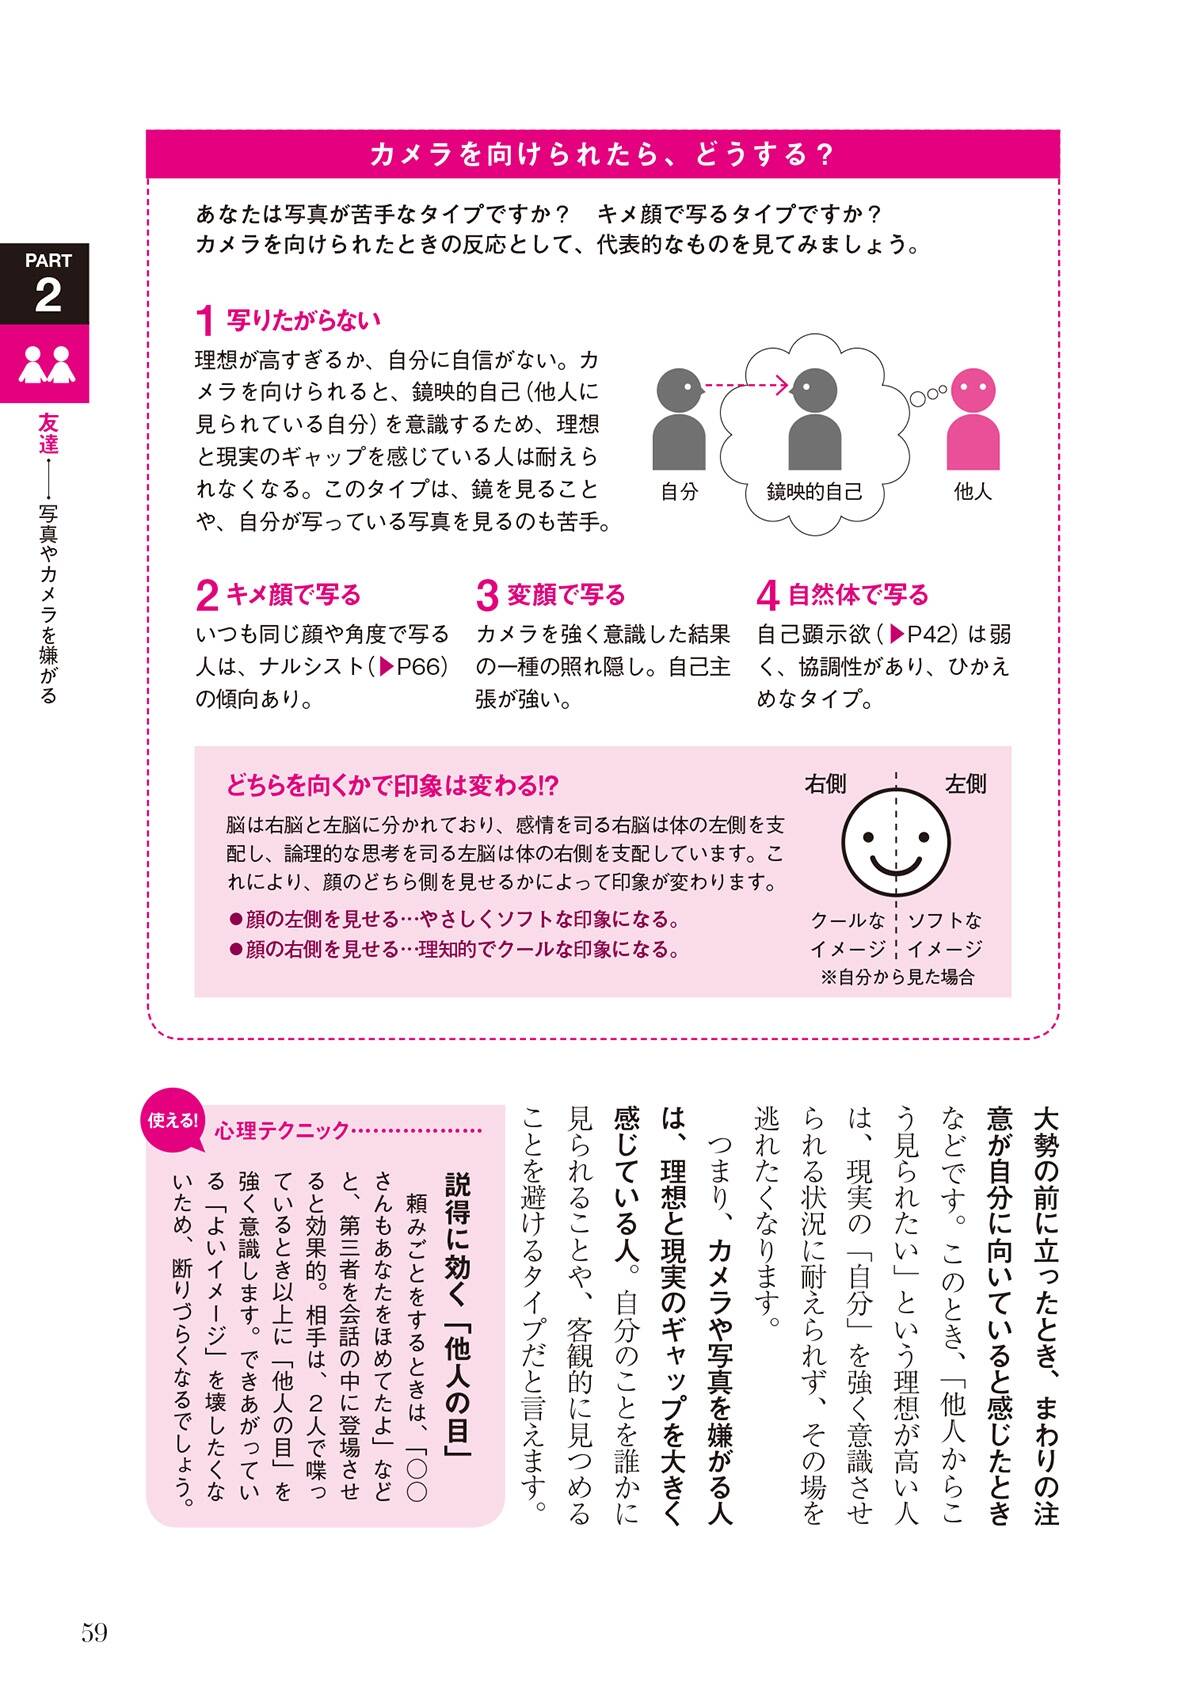 カメラを向けられたら、どうする？
あなたは写真が苦手なタイプですか？　キメ顔で写るタイプですか？
カメラを向けられたときの反応として、代表的なものを見てみましょう。
PART
2
友達──写真やカメラを嫌がる
1 写りたがらない
理想が高すぎるか、自分に自信がない。カ
メラを向けられると、鏡映的自己（他人に
見られている自分）を意識するため、理想
と現実のギャップを感じている人は耐えら
れなくなる。このタイプは、鏡を見ること
や、自分が写っている写真を見るのも苦手。
自分
鏡映的自己
他人
2 キメ顔で写る
いつも同じ顔や角度で写る
人は、ナルシスト（▶P66）
の傾向あり。
3 変顔で写る
カメラを強く意識した結果
の一種の照れ隠し。自己主
張が強い。
4 自然体で写る
自己顕示欲（▶P42）は弱
く、協調性があり、ひかえ
めなタイプ。
どちらを向くかで印象は変わる!?
脳は右脳と左脳に分かれており、感情を司る右脳は体の左側を支
配し、論理的な思考を司る左脳は体の右側を支配しています。こ
れにより、顔のどちら側を見せるかによって印象が変わります。
●顔の左側を見せる…やさしくソフトな印象になる。
●顔の右側を見せる…理知的でクールな印象になる。
右側
左側
クールな
イメージ
ソフトな
イメージ
※自分から見た場合
大勢の前に立ったとき、まわりの注
意が自分に向いていると感じたとき
などです。このとき、「他人からこ
う見られたい」という理想が高い人
は、現実の「自分」を強く意識させ
られる状況に耐えられず、その場を
逃れたくなります。
つまり、カメラや写真を嫌がる人
は、理想と現実のギャップを大きく
感じている人。自分のことを誰かに
見られることや、客観的に見つめる
ことを避けるタイプだと言えます。
使える!
心理テクニック………………
説得に効く「他人の目」
頼みごとをするときは、「〇〇
さんもあなたをほめてたよ」など
と、第三者を会話の中に登場させ
ると効果的。相手は、2人で喋っ
ているとき以上に「他人の目」を
強く意識します。できあがってい
る「よいイメージ」を壊したくな
いため、断りづらくなるでしょう。
59